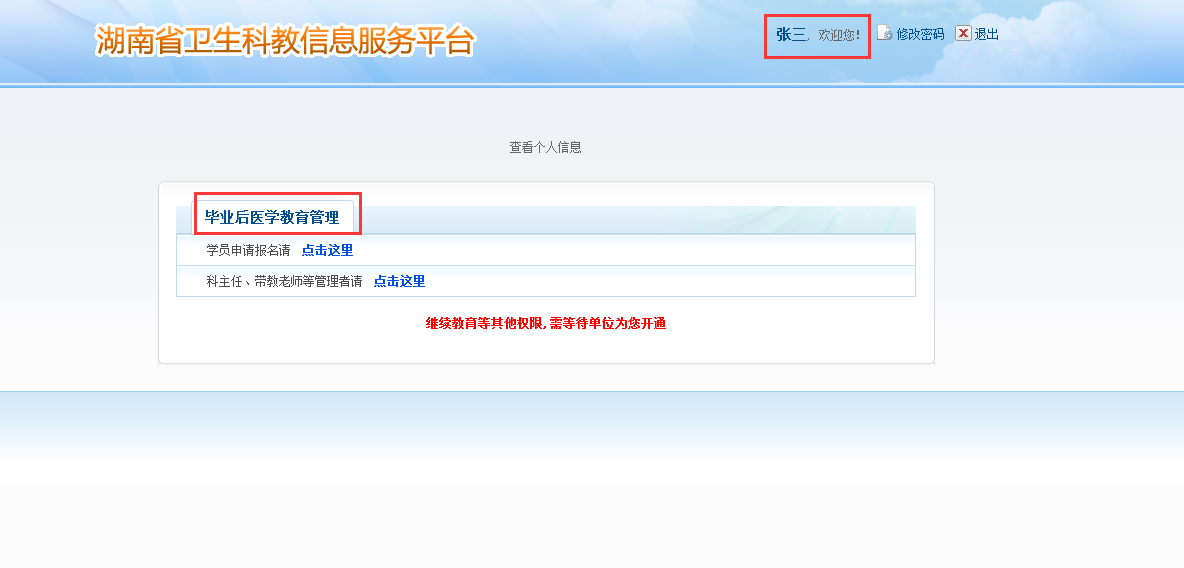 湖南省卫生科教信息服务平台
张三, 欢迎您! 修改密码 退出
查看个人信息
毕业后医学教育管理
学员申请报名请 点击这里
科主任、带教老师等管理者请 点击这里
继续教育等其他权限, 需等待单位为您开通